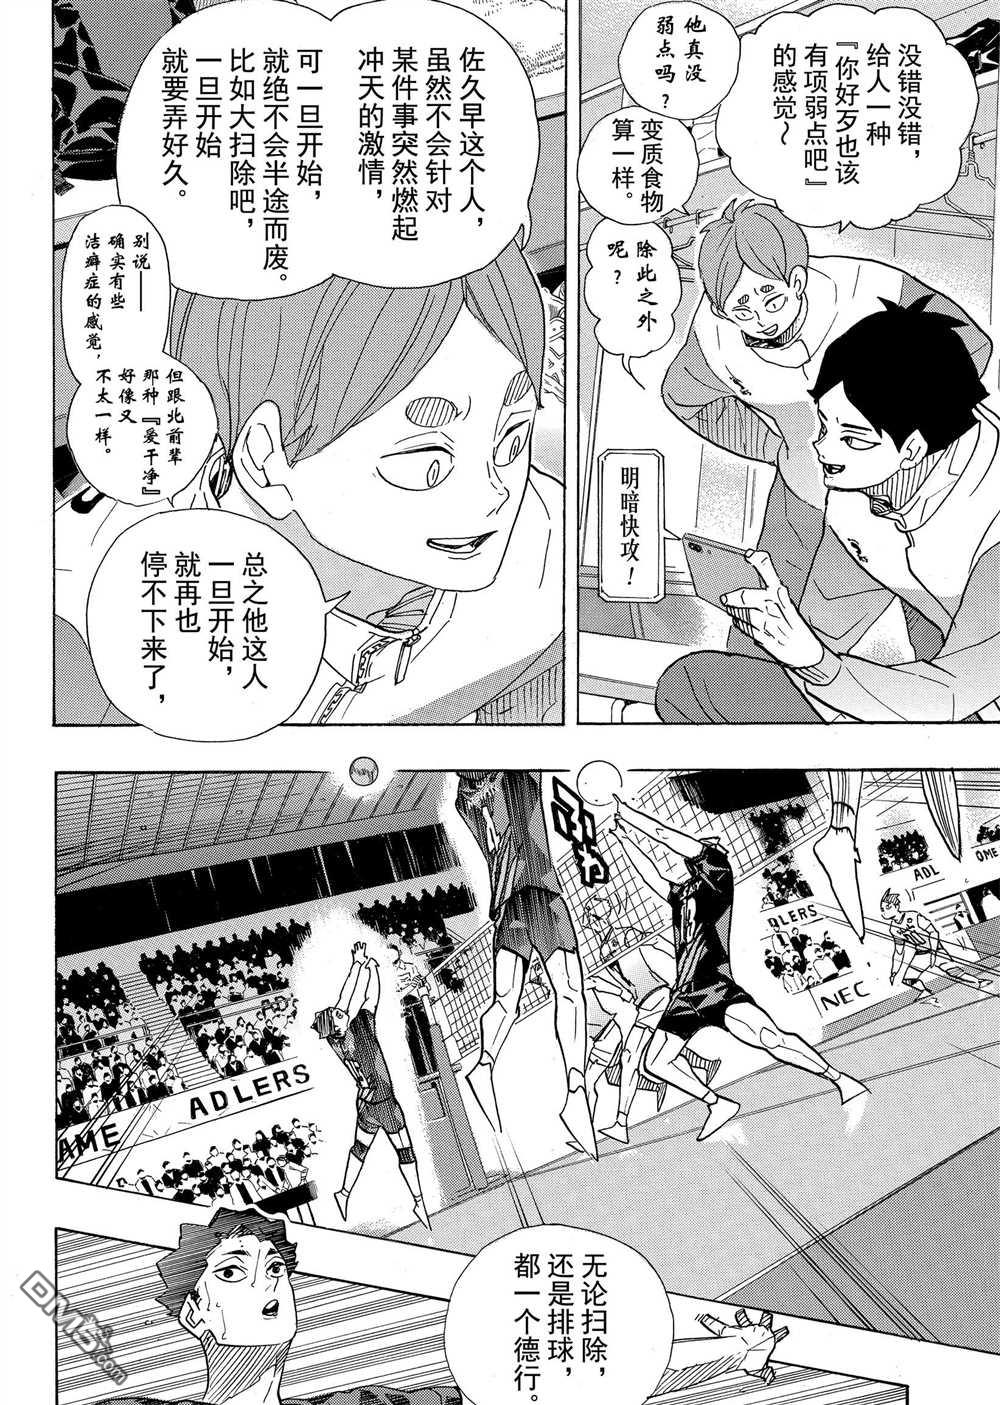 没错没错，
给人一种
『你好歹也该
有项弱点吧』
的感觉～
他真没
弱点吗？
变质食物
算一样。
除此之外
呢？
明暗快攻！
佐久早这个人，
虽然不会针对
某件事突然燃起
冲天的激情，
可一旦开始，
就绝不会半途而废。
比如大扫除吧，
一旦开始
就要弄好久。
别说——
确实有些
洁癖症的感觉，
但跟北前辈
那种『爱干净』
好像又
不太一样。
总之他这人
一旦开始，
就再也
停不下来了，
AME
ADLERS
DLERS
NEC
ADL
OME
无论扫除，
还是排球，
都一个德行。